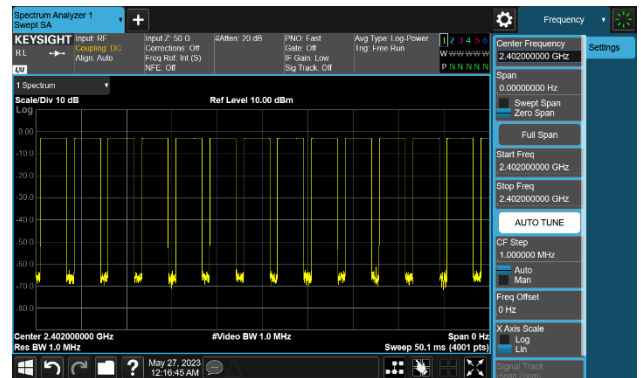 Spectrum Analyzer 1
Swept SA
+
Frequency
KEYSIGHT
Input: RF
Input Z: 50 Ω
#Atten: 20 dB
PNO: Fast
Avg Type: Log-Power
1 2 3 4 5 6
RL
Coupling: DC
Corrections: Off
Gate: Off
Trig: Free Run
Align: Auto
Freq Ref: Int (S)
IF Gain: Low
W W W W W W
LXI
NFE: Off
Sig Track: Off
P N N N N N
1 Spectrum
Scale/Div 10 dB
Ref Level 10.00 dBm
Log
0.00
-10.0
-20.0
-30.0
-40.0
-50.0
-60.0
-70.0
-80.0
Center 2.402000000 GHz
#Video BW 1.0 MHz
Span 0 Hz
Res BW 1.0 MHz
Sweep 50.1 ms (4001 pts)
?
May 27, 2023
12:16:45 AM
Center Frequency
2.402000000 GHz
Settings
Span
0.00000000 Hz
Swept Span
Zero Span
Full Span
Start Freq
2.402000000 GHz
Stop Freq
2.402000000 GHz
AUTO TUNE
CF Step
1.000000 MHz
Auto
Man
Freq Offset
0 Hz
X Axis Scale
Log
Lin
Signal Track
(Span Zoom)